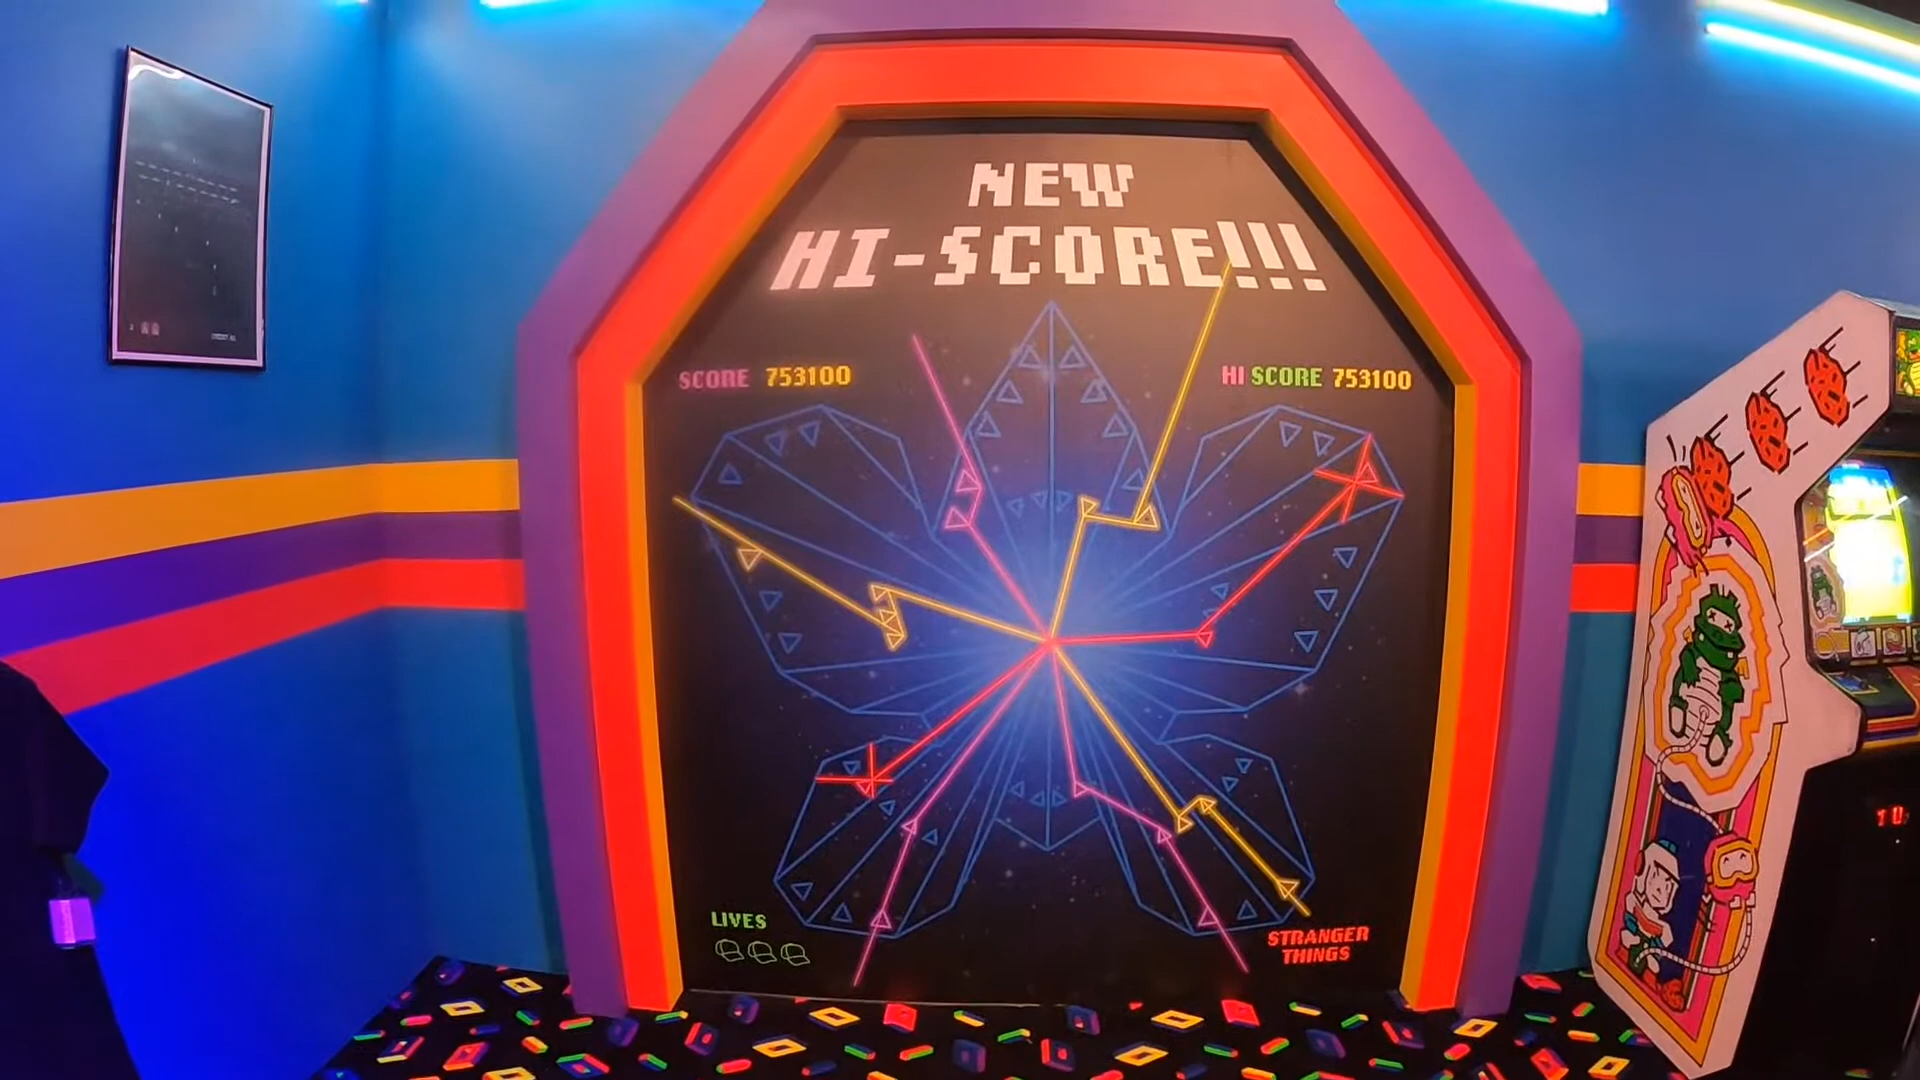 NEW
HI-SCORE!!!
SCORE 753100
HI SCORE 753100
LIVES
STRANGER
THINGS